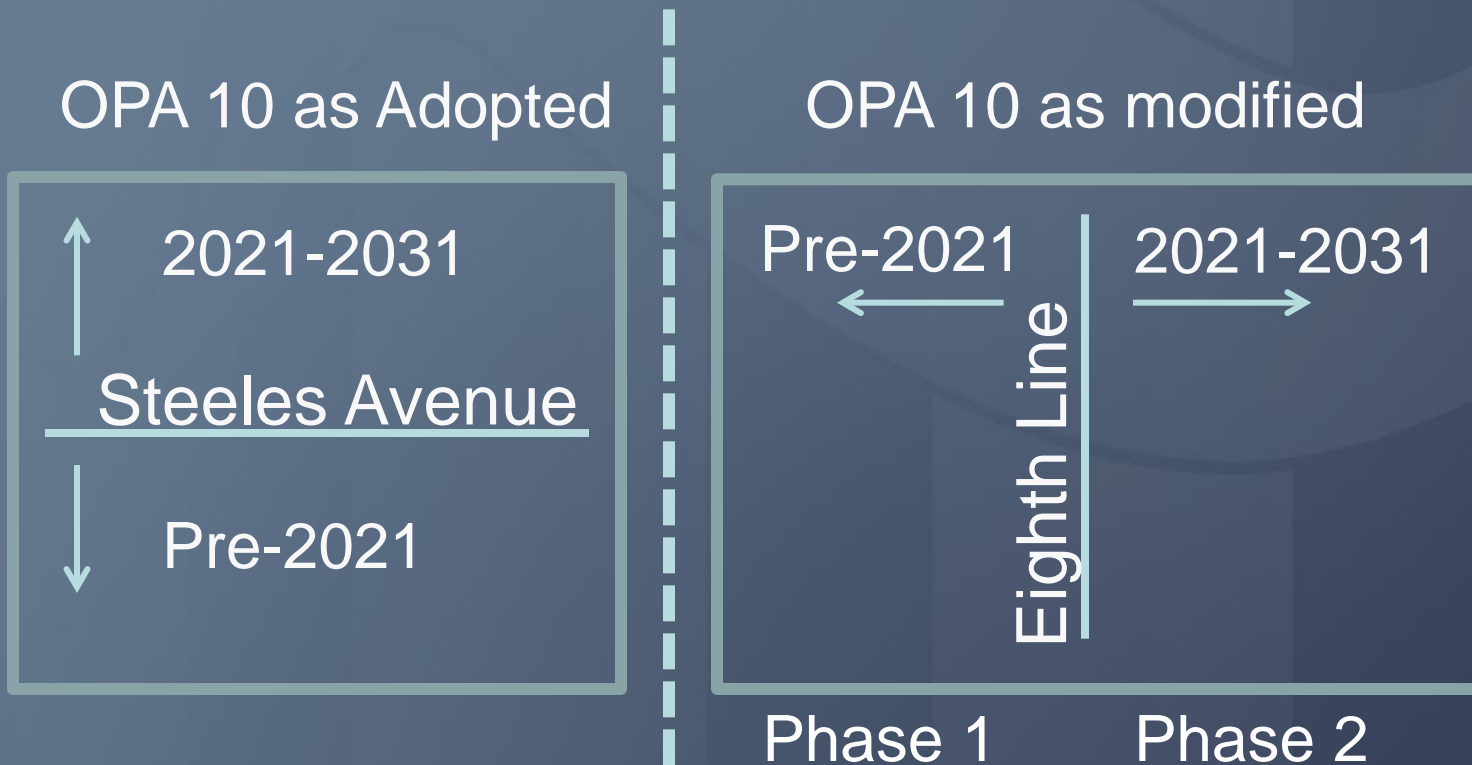 OPA 10 as Adopted
2021-2031
Steeles Avenue
Pre-2021
OPA 10 as modified
Pre-2021
2021-2031
Eighth Line
Phase 1
Phase 2